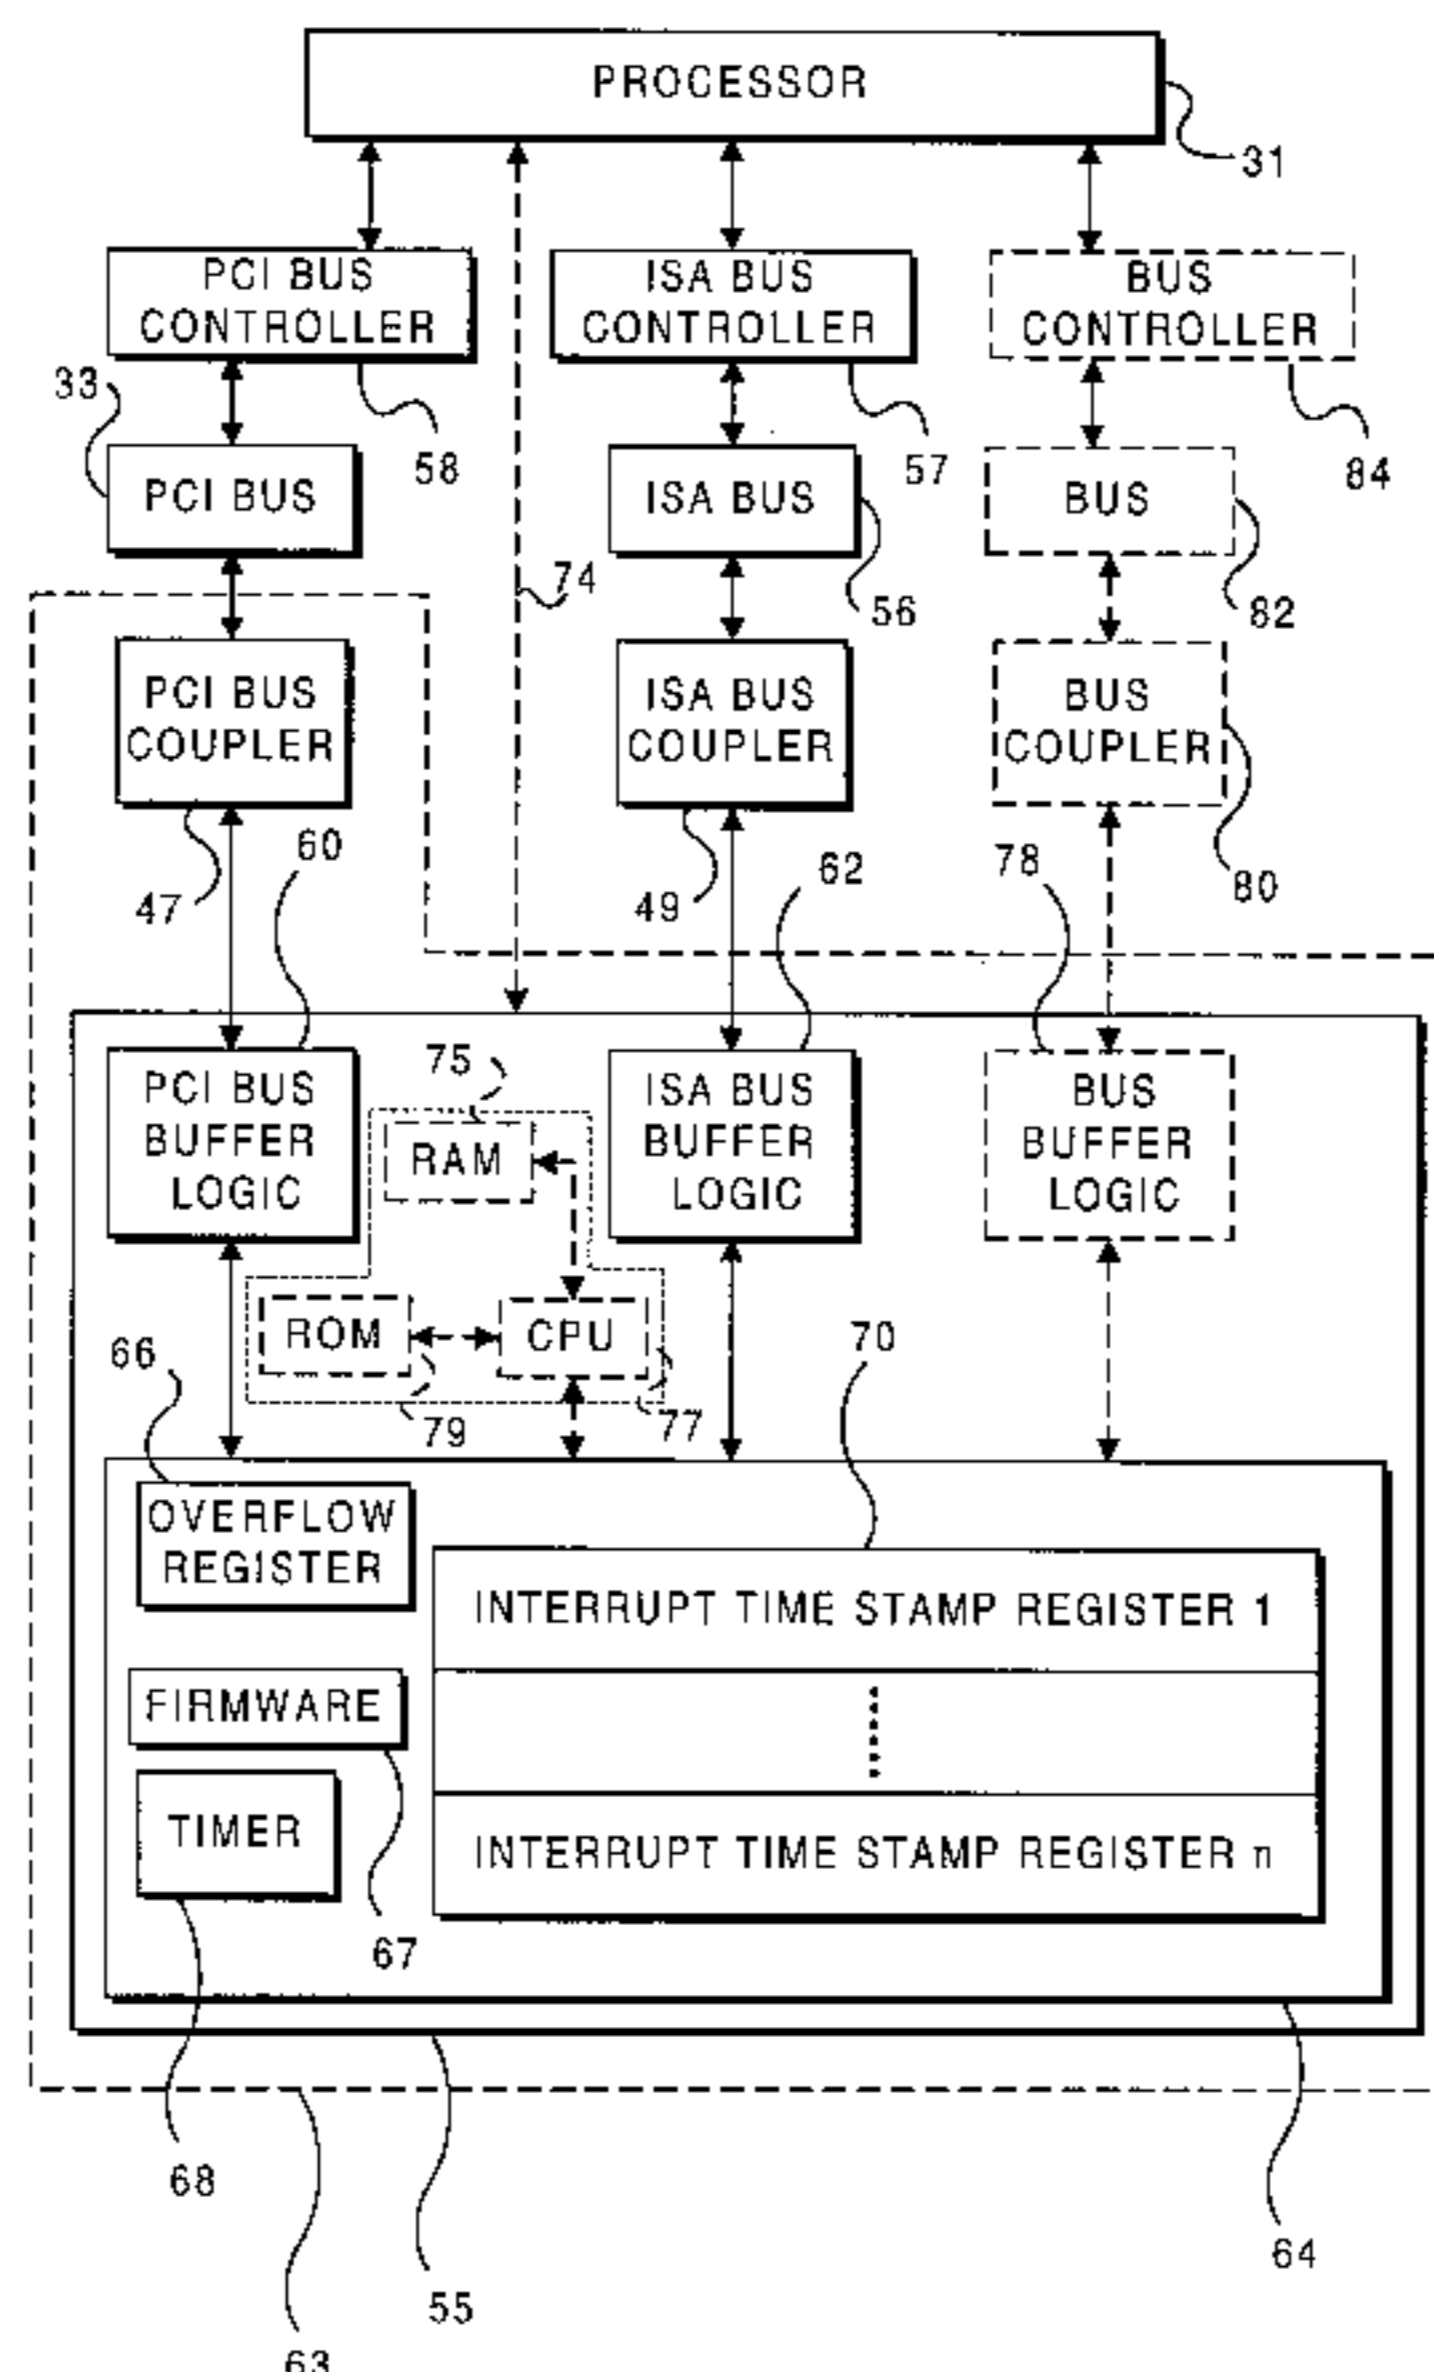 PROCESSOR
31
PCI BUS
CONTROLLER
ISA BUS
CONTROLLER
BUS
CONTROLLER
33
58
57
84
PCI BUS
ISA BUS
BUS
74
56
82
PCI BUS
COUPLER
ISA BUS
COUPLER
BUS
COUPLER
47
60
49
62
78
80
PCI BUS
BUFFER
LOGIC
75
RAM
ISA BUS
BUFFER
LOGIC
BUS
BUFFER
LOGIC
ROM
CPU
66
79
77
70
OVERFLOW
REGISTER
INTERRUPT TIME STAMP REGISTER 1
FIRMWARE
TIMER
INTERRUPT TIME STAMP REGISTER n
67
68
64
55
63